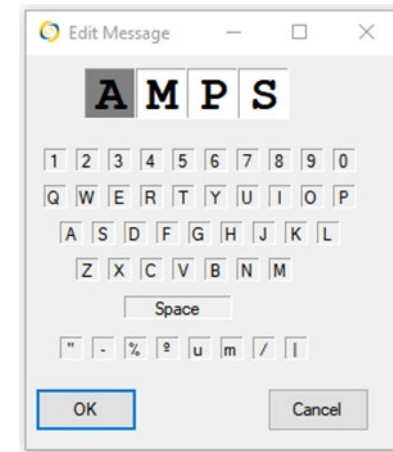 Edit Message
AMPS
1 2 3 4 5 6 7 8 9 0
Q W E R T Y U I O P
A S D F G H J K L
Z X C V B N M
Space
" - % º u m / |
OK Cancel